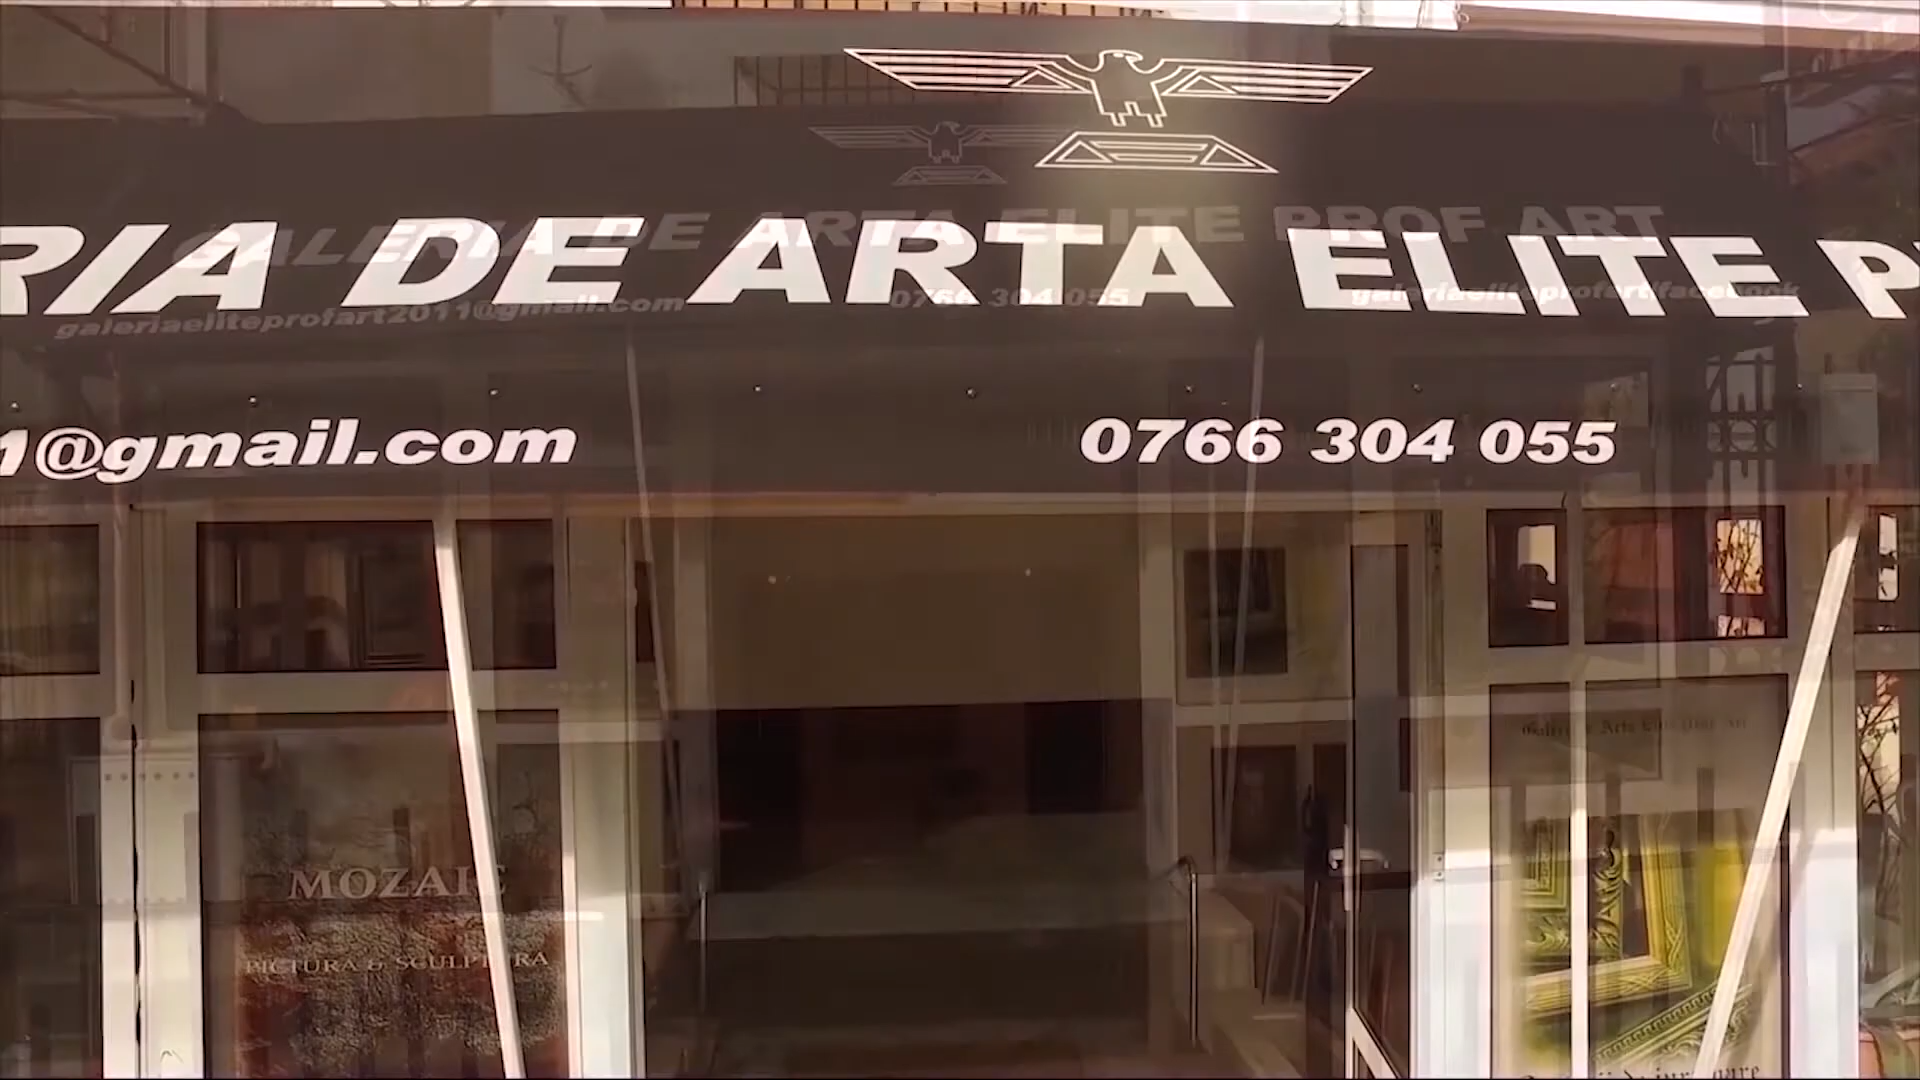 GALERIA DE ARTA ELITE PROF ART
galeriaeliteprofart2011@gmail.com 0766 304 055 galeriaeliteprofart|facebook
RIA DE ARTA ELITE P
1@gmail.com 0766 304 055
MOZAIC
PICTURA & SCULPTURA